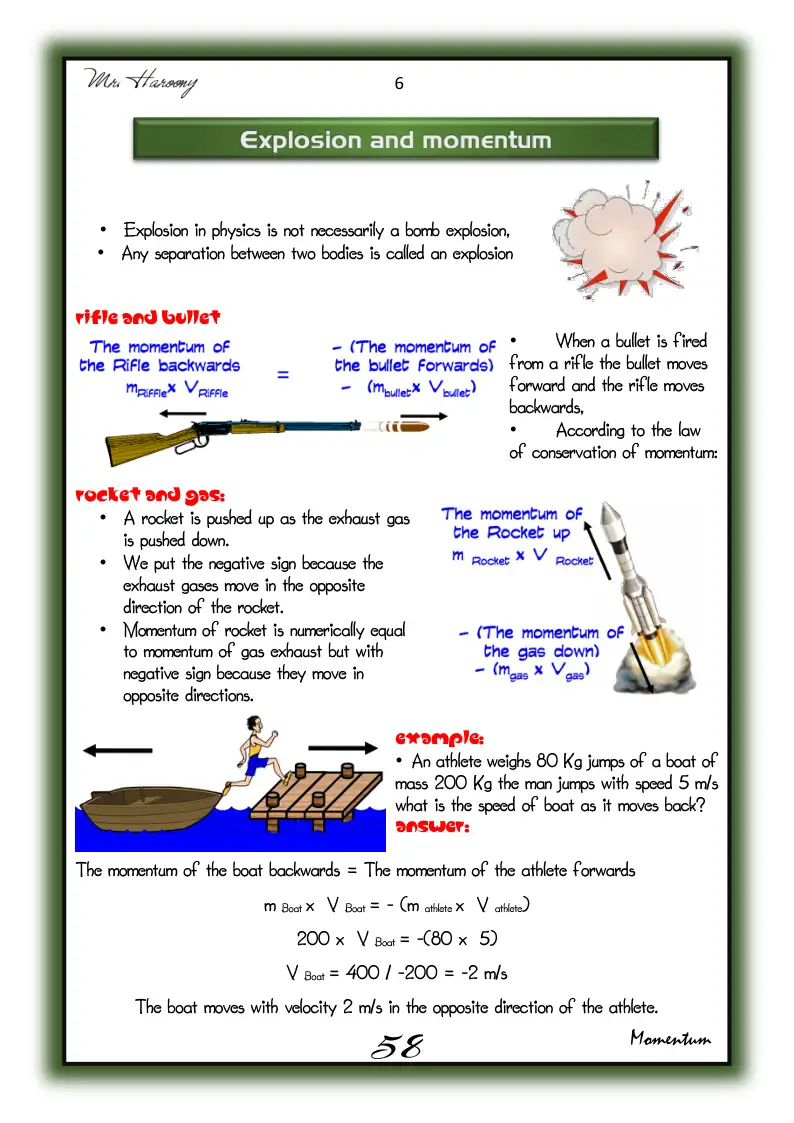 Mr. Haroony
6
Explosion and momentum
• Explosion in physics is not necessarily a bomb explosion,
• Any separation between two bodies is called an explosion
rifle and bullet
The momentum of
the Rifle backwards
mRiffle x VRiffle
=
– (The momentum of
the bullet forwards)
– (mbullet x Vbullet)
• When a bullet is fired
from a rifle the bullet moves
forward and the rifle moves
backwards,
• According to the law
of conservation of momentum:
rocket and gas:
• A rocket is pushed up as the exhaust gas
is pushed down.
• We put the negative sign because the
exhaust gases move in the opposite
direction of the rocket.
• Momentum of rocket is numerically equal
to momentum of gas exhaust but with
negative sign because they move in
opposite directions.
The momentum of
the Rocket up
m Rocket x V Rocket
– (The momentum of
the gas down)
– (mgas x Vgas)
example:
• An athlete weighs 80 Kg jumps of a boat of
mass 200 Kg the man jumps with speed 5 m/s
what is the speed of boat as it moves back?
answer:
The momentum of the boat backwards = The momentum of the athlete forwards
m Boat x V Boat = - (m athlete x V athlete)
200 x V Boat = -(80 x 5)
V Boat = 400 / -200 = -2 m/s
The boat moves with velocity 2 m/s in the opposite direction of the athlete.
58
Momentum